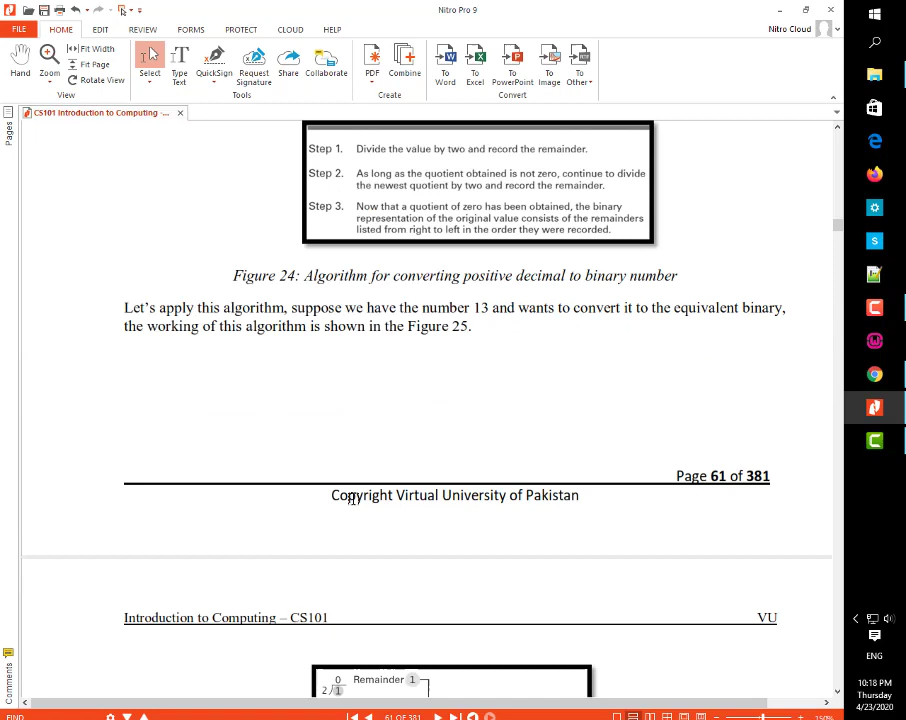 Nitro Pro 9
FILE HOME EDIT REVIEW FORMS PROTECT CLOUD HELP
Nitro Cloud
Hand Zoom Fit Width
Fit Page
Rotate View
Select Type Text QuickSign Request Signature Share Collaborate
PDF Combine
To Word To Excel To PowerPoint To Image To Other
View Tools Create Convert
CS101 Introduction to Computing -...
Pages
Step 1. Divide the value by two and record the remainder.
Step 2. As long as the quotient obtained is not zero, continue to divide
the newest quotient by two and record the remainder.
Step 3. Now that a quotient of zero has been obtained, the binary
representation of the original value consists of the remainders
listed from right to left in the order they were recorded.
Figure 24: Algorithm for converting positive decimal to binary number
Let's apply this algorithm, suppose we have the number 13 and wants to convert it to the equivalent binary,
the working of this algorithm is shown in the Figure 25.
Page 61 of 381
Copyright Virtual University of Pakistan
Introduction to Computing – CS101 VU
0 Remainder 1
2 1
Comments
FIND
61 OF 381
150%
ENG
10:18 PM
Thursday
4/23/2020